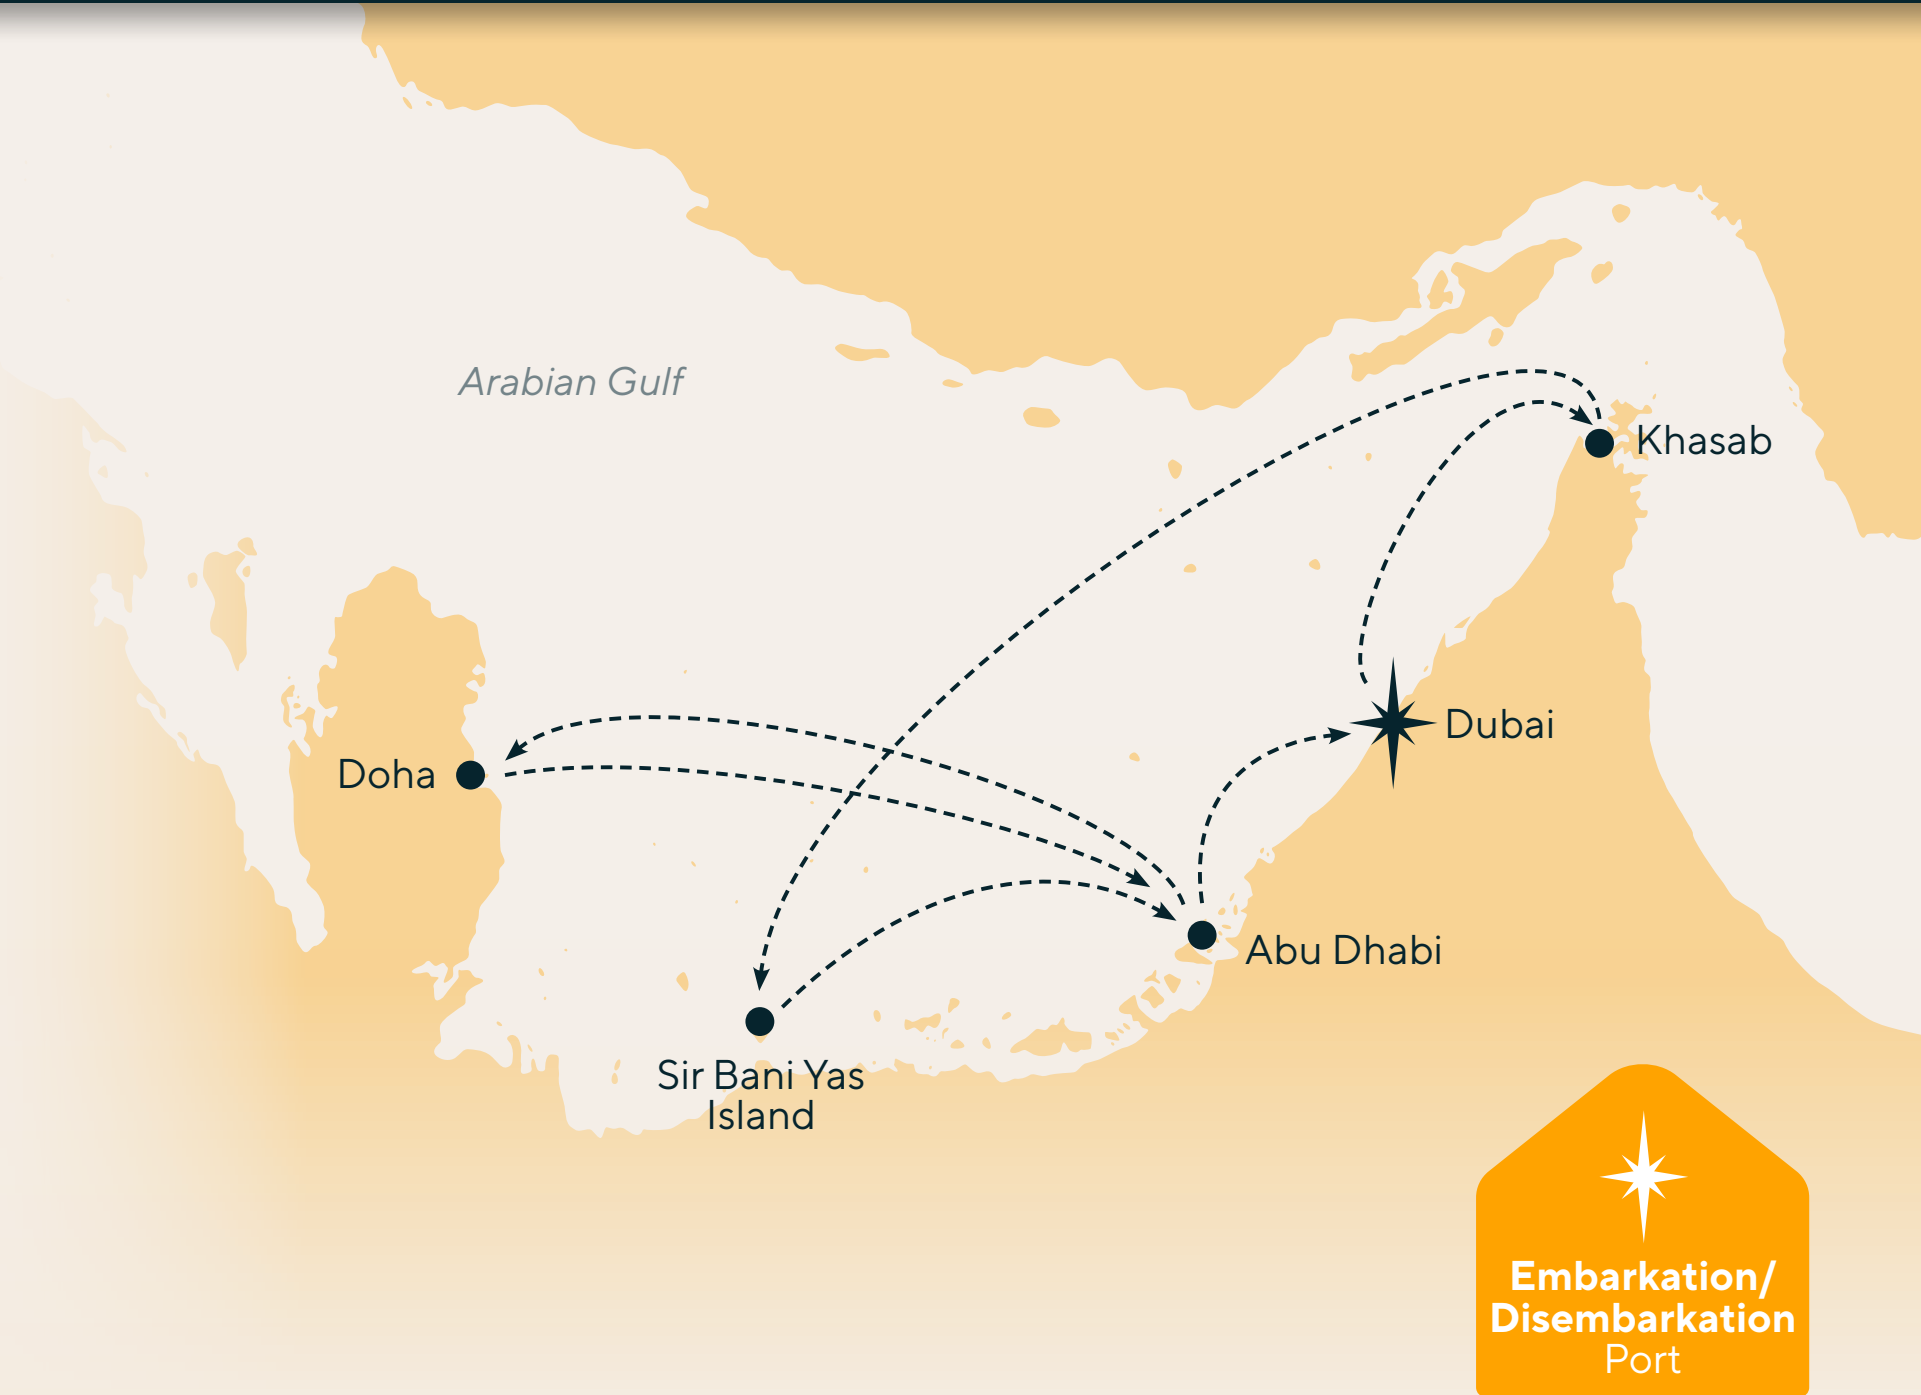 Arabian Gulf
Khasab
Dubai
Doha
Abu Dhabi
Sir Bani Yas
Island
Embarkation/
Disembarkation
Port